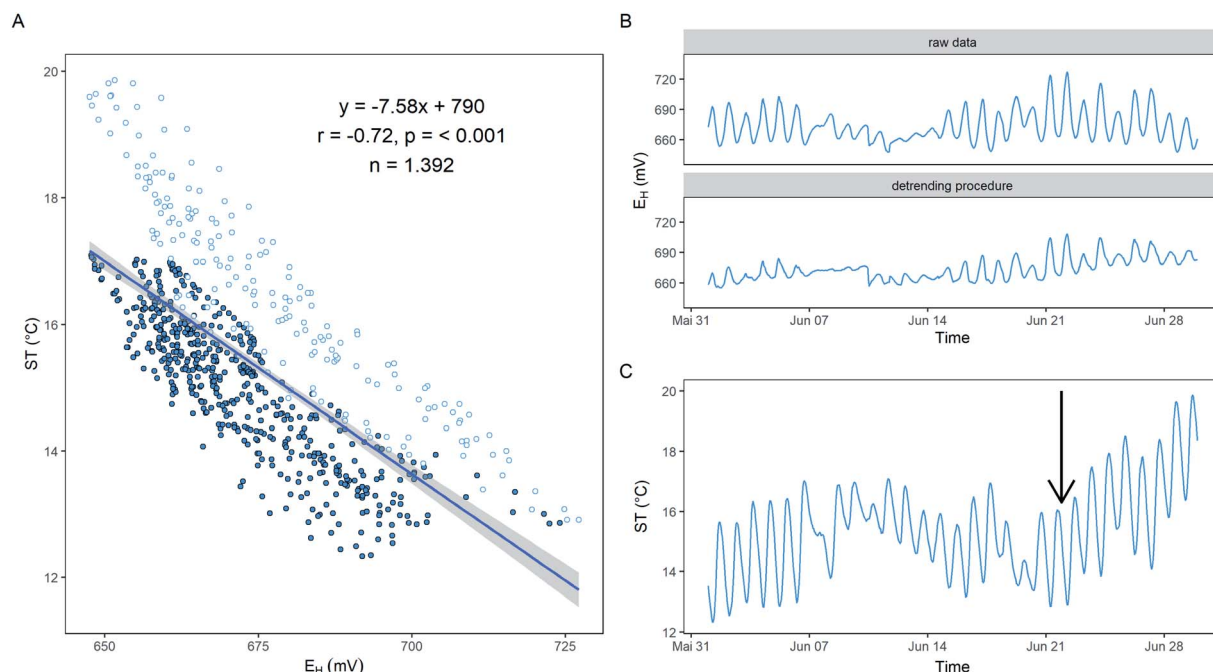 A
20
18
16
14
12
ST (°C)
y = -7.58x + 790
r = -0.72, p = < 0.001
n = 1.392
650
675
700
725
E_H (mV)
B
raw data
720
690
660
detrending procedure
720
690
660
E_H (mV)
Mai 31
Jun 07
Jun 14
Jun 21
Jun 28
Time
C
20
18
16
14
12
ST (°C)
Mai 31
Jun 07
Jun 14
Jun 21
Jun 28
Time